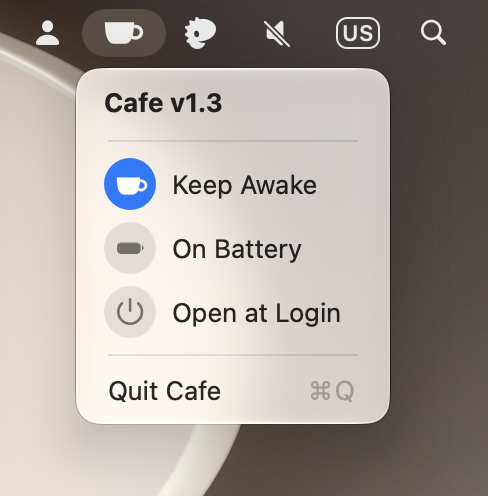 US
Cafe v1.3
Keep Awake
On Battery
Open at Login
Quit Cafe ⌘Q